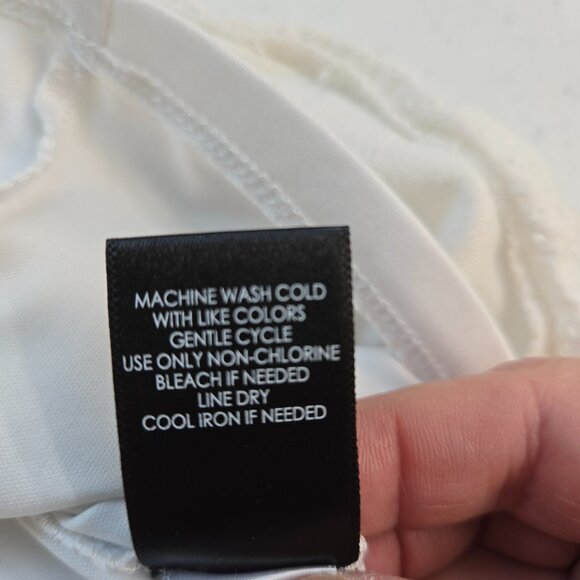 MACHINE WASH COLD
WITH LIKE COLORS
GENTLE CYCLE
USE ONLY NON-CHLORINE
BLEACH IF NEEDED
LINE DRY
COOL IRON IF NEEDED